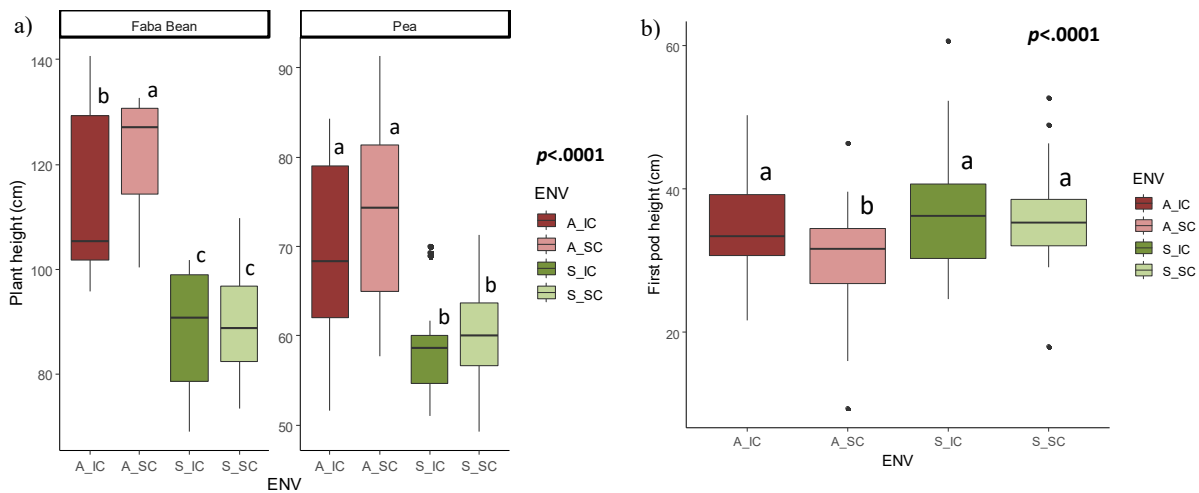 a)
Faba Bean
Pea
Plant height (cm)
140
120
100
80
b
a
c
c
A_IC
A_SC
S_IC
S_SC
90
80
70
60
50
a
a
b
b
A_IC
A_SC
S_IC
S_SC
ENV
p<.0001
ENV
A_IC
A_SC
S_IC
S_SC
b)
p<.0001
First pod height (cm)
60
40
20
a
b
a
a
A_IC
A_SC
S_IC
S_SC
ENV
ENV
A_IC
A_SC
S_IC
S_SC